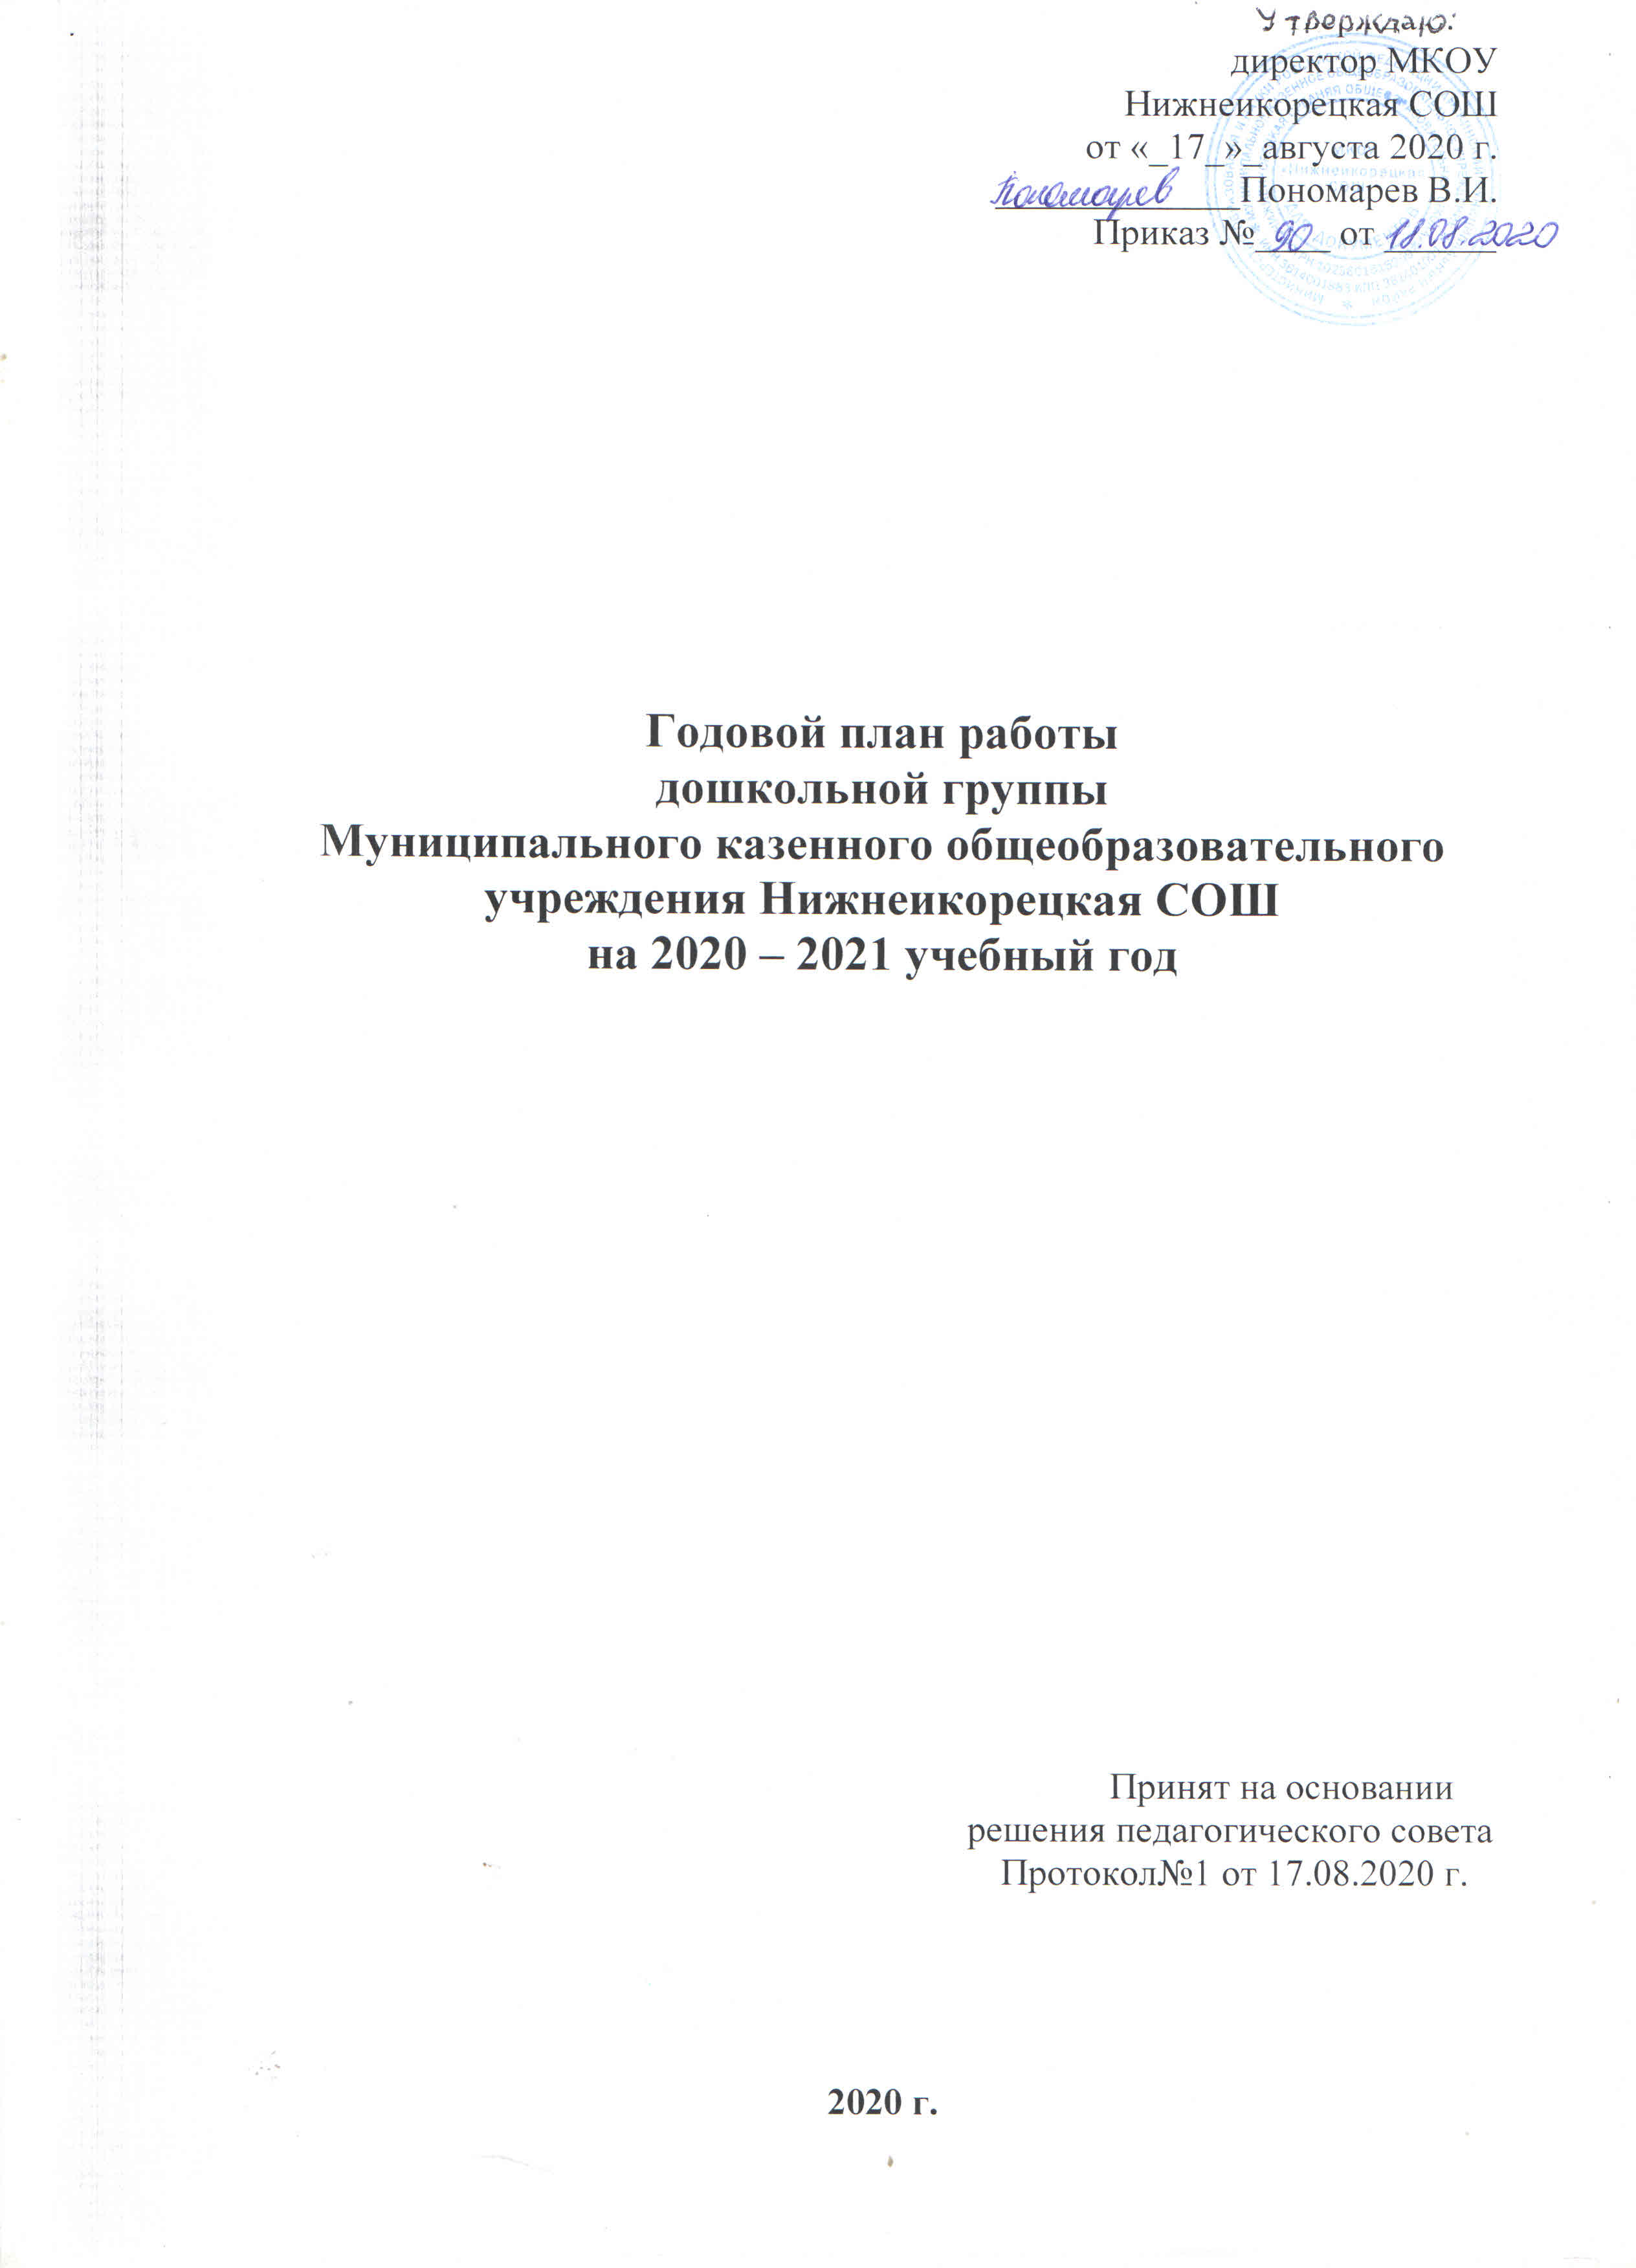 Утверждаю:
директор МКОУ
Нижнеикорецкая СОШ
от «_17_»_августа 2020 г.
Пономарев Пономарев В.И.
Приказ № 90 от 18.08.2020
Годовой план работы
дошкольной группы
Муниципального казенного общеобразовательного
учреждения Нижнеикорецкая СОШ
на 2020 – 2021 учебный год
Принят на основании
решения педагогического совета
Протокол№1 от 17.08.2020 г.
2020 г.